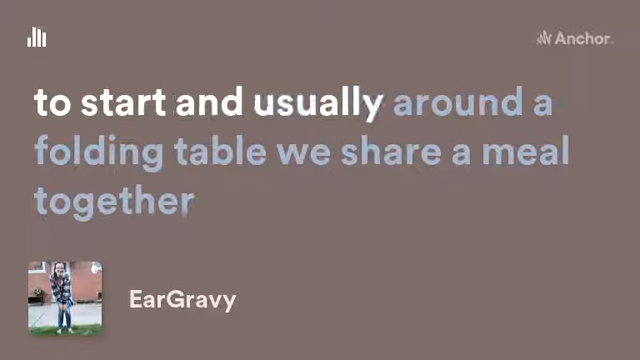 Anchor
to start and usually around a
folding table we share a meal
together
EarGravy